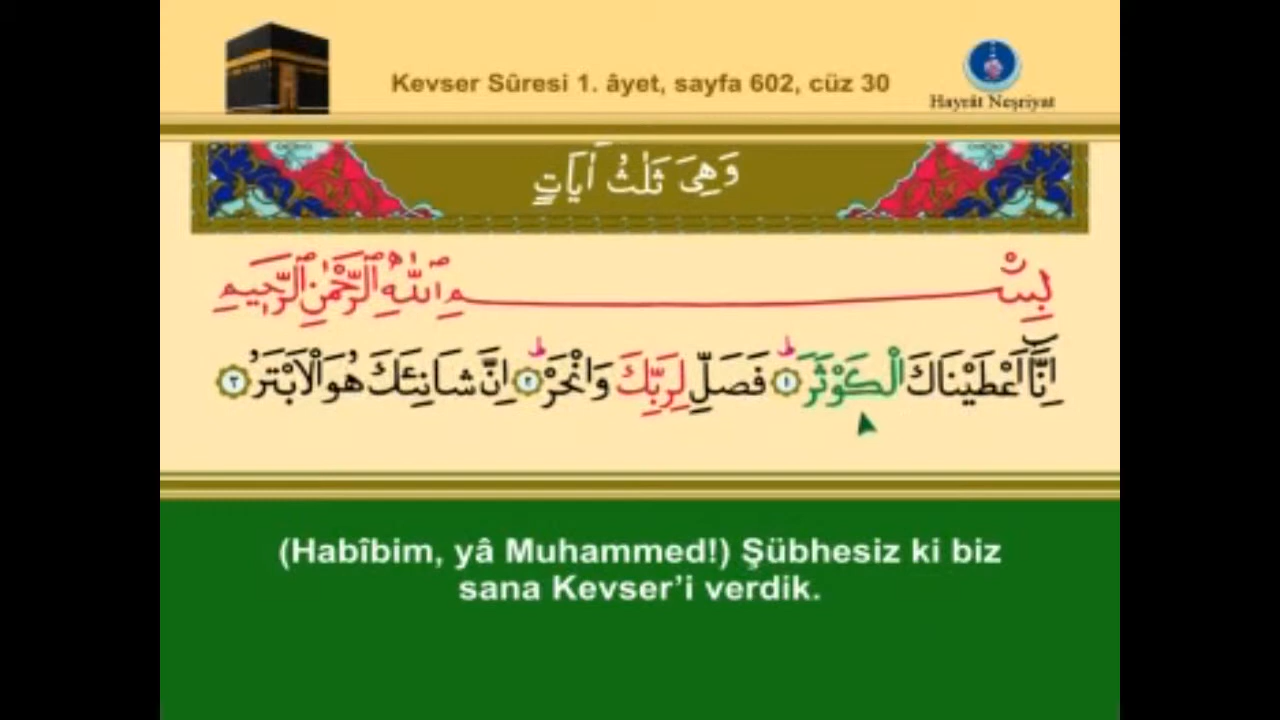 Kevser Sûresi 1. âyet, sayfa 602, cüz 30
Hayrât Neşriyat
وَهِىَ ثَلٰثُ اٰيَاتٍ
بِسْمِ اللّٰهِ الرَّحْمٰنِ الرَّحِيمِ
اِنَّٓا اَعْطَيْنَاكَ الْكَوْثَرَۜ ﴿١﴾ فَصَلِّ لِرَبِّكَ وَانْحَرْۜ ﴿٢﴾ اِنَّ شَانِئَكَ هُوَ الْاَبْتَرُ ﴿٣﴾
(Habîbim, yâ Muhammed!) Şübhesiz ki biz
sana Kevser’i verdik.